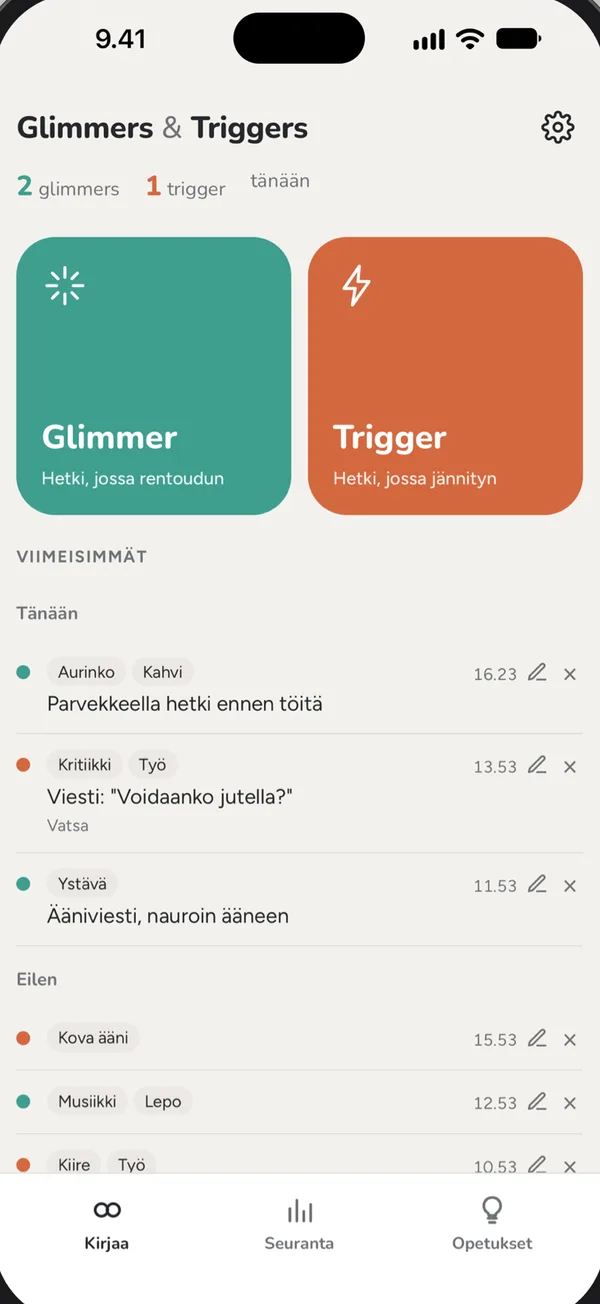 9.41
Glimmers & Triggers
2 glimmers 1 trigger tänään
Glimmer
Hetki, jossa rentoudun
Trigger
Hetki, jossa jännityn
VIIMEISIMMÄT
Tänään
Aurinko Kahvi 16.23
Parvekkeella hetki ennen töitä
Kritiikki Työ 13.53
Viesti: "Voidaanko jutella?"
Vatsa
Ystävä 11.53
Ääniviesti, nauroin ääneen
Eilen
Kova ääni 15.53
Musiikki Lepo 12.53
Kiire Työ 10.53
Kirjaa Seuranta Opetukset